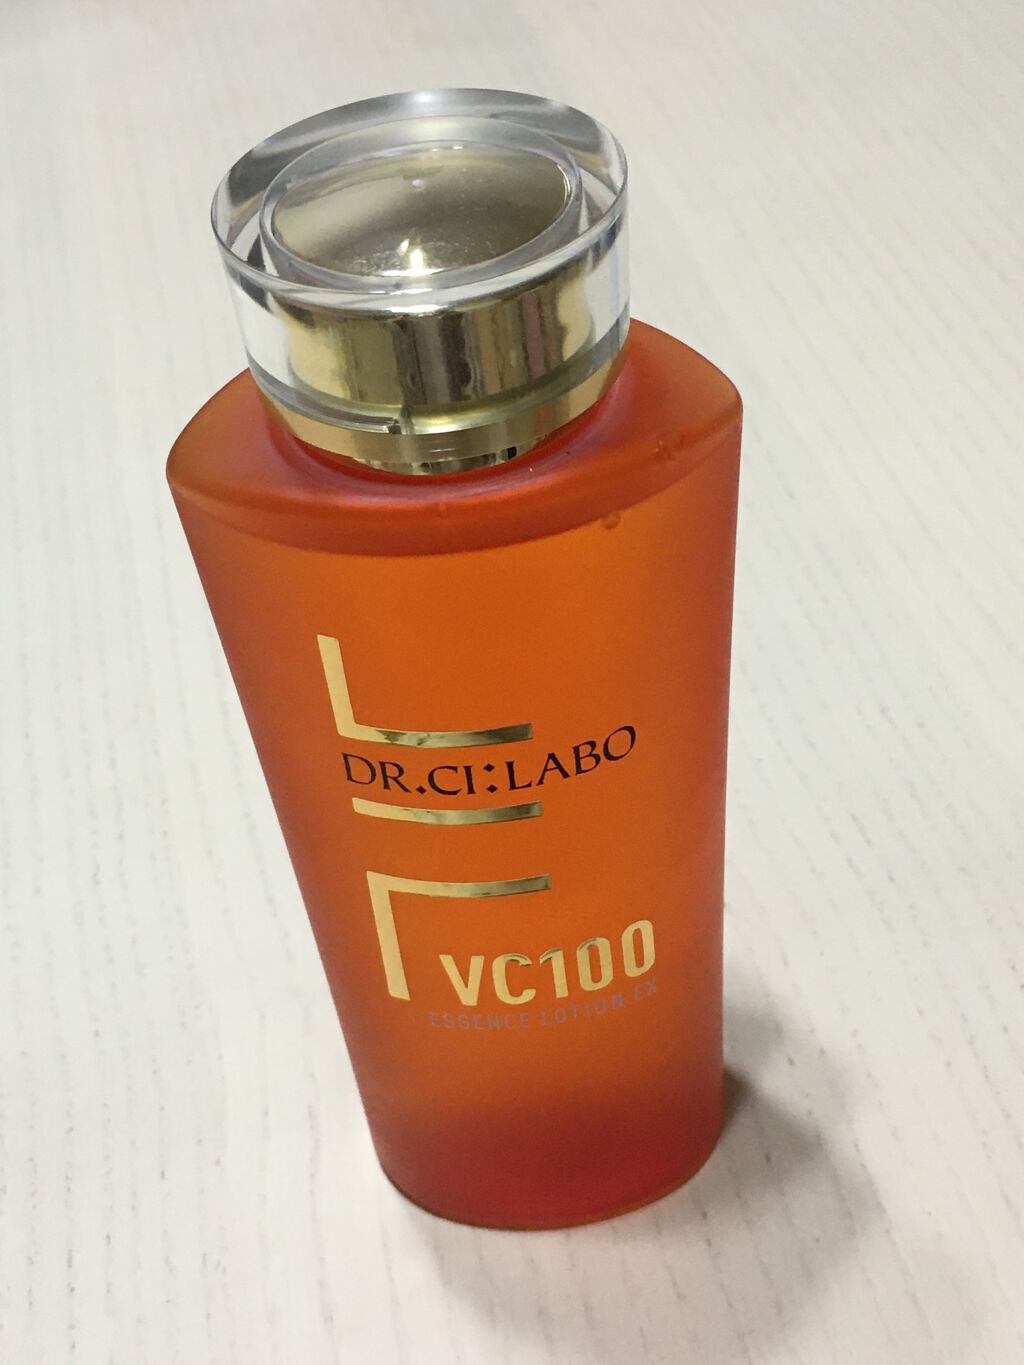 DR.CI:LABO
VC100
ESSENCE LOTION EX